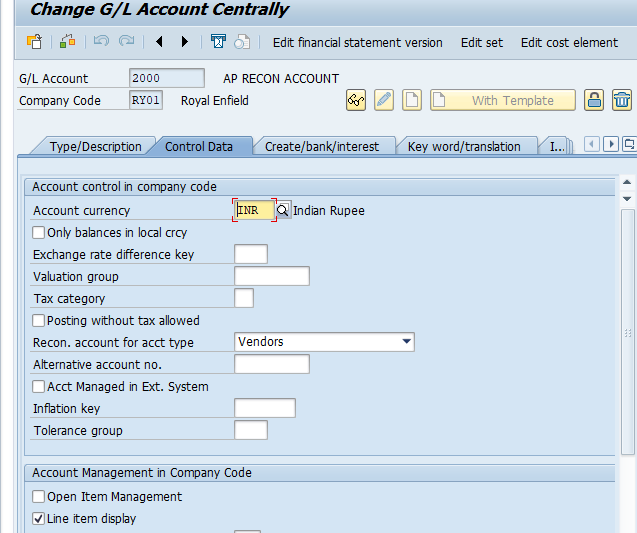 Change G/L Account Centrally
Edit financial statement version Edit set Edit cost element
G/L Account 2000 AP RECON ACCOUNT
Company Code RY01 Royal Enfield With Template
Type/Description Control Data Create/bank/interest Key word/translation I...
Account control in company code
Account currency INR Indian Rupee
Only balances in local crcy
Exchange rate difference key
Valuation group
Tax category
Posting without tax allowed
Recon. account for acct type Vendors
Alternative account no.
Acct Managed in Ext. System
Inflation key
Tolerance group
Account Management in Company Code
Open Item Management
Line item display